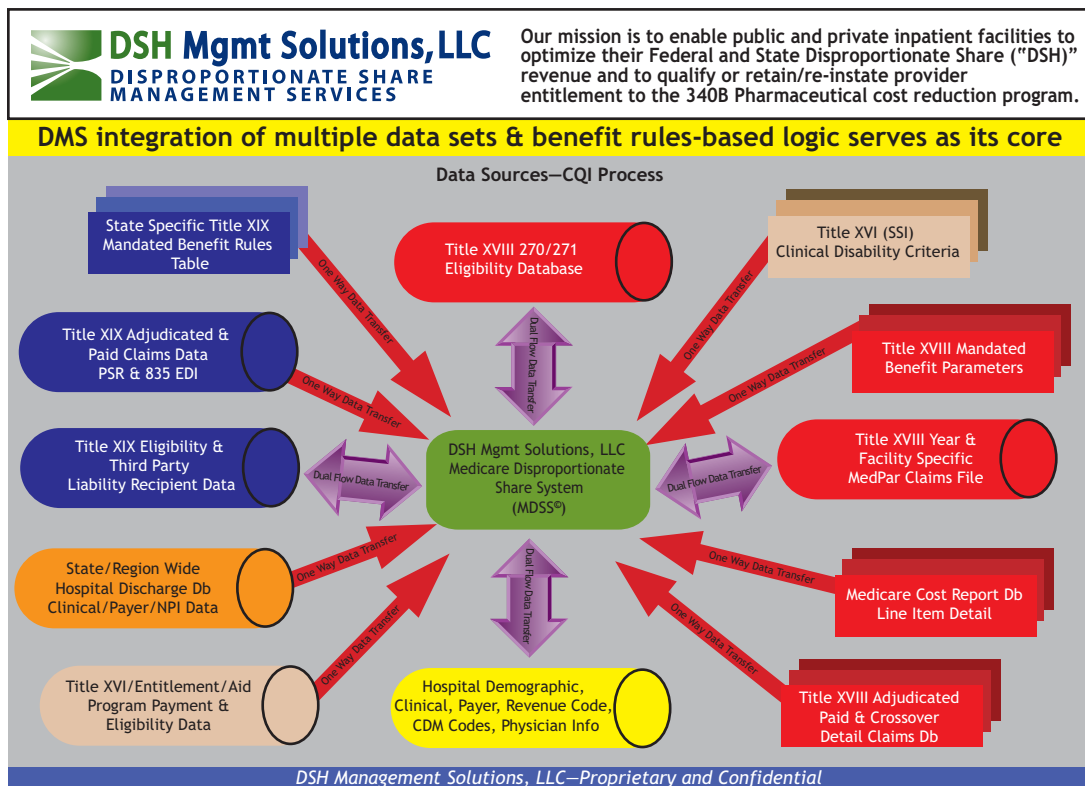 DSH Mgmt Solutions, LLC
DISPROPORTIONATE SHARE
MANAGEMENT SERVICES
Our mission is to enable public and private inpatient facilities to
optimize their Federal and State Disproportionate Share (“DSH)”
revenue and to qualify or retain/re-instate provider
entitlement to the 340B Pharmaceutical cost reduction program.
DMS integration of multiple data sets & benefit rules-based logic serves as its core
Data Sources—CQI Process
State Specific Title XIX
Mandated Benefit Rules
Table
One Way Data Transfer
Title XVIII 270/271
Eligibility Database
Dual Flow Data Transfer
Title XVI (SSI)
Clinical Disability Criteria
One Way Data Transfer
Title XIX Adjudicated &
Paid Claims Data
PSR & 835 EDI
One Way Data Transfer
Title XVIII Mandated
Benefit Parameters
One Way Data Transfer
Title XIX Eligibility &
Third Party
Liability Recipient Data
Dual Flow Data Transfer
DSH Mgmt Solutions, LLC
Medicare Disproportionate
Share System
(MDSS©)
Dual Flow Data Transfer
Title XVIII Year &
Facility Specific
MedPar Claims File
State/Region Wide
Hospital Discharge Db
Clinical/Payer/NPI Data
One Way Data Transfer
Dual Flow Data Transfer
One Way Data Transfer
Medicare Cost Report Db
Line Item Detail
Title XVI/Entitlement/Aid
Program Payment &
Eligibility Data
One Way Data Transfer
Hospital Demographic,
Clinical, Payer, Revenue Code,
CDM Codes, Physician Info
One Way Data Transfer
Title XVIII Adjudicated
Paid & Crossover
Detail Claims Db
DSH Management Solutions, LLC—Proprietary and Confidential